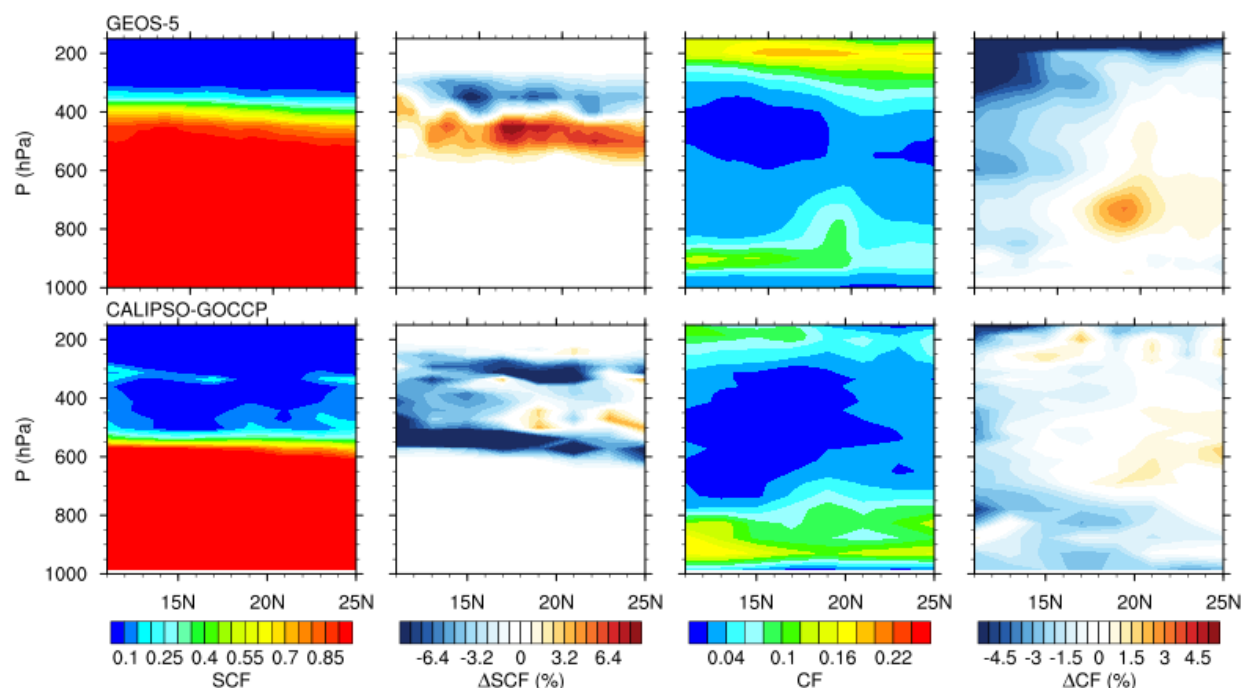 GEOS-5
200
400
600
800
1000
P (hPa)
CALIPSO-GOCCP
200
400
600
800
1000
P (hPa)
15N 20N 25N 15N 20N 25N 15N 20N 25N 15N 20N 25N
0.1 0.25 0.4 0.55 0.7 0.85 -6.4 -3.2 0 3.2 6.4 0.04 0.1 0.16 0.22 -4.5 -3 -1.5 0 1.5 3 4.5
SCF ΔSCF (%) CF ΔCF (%)